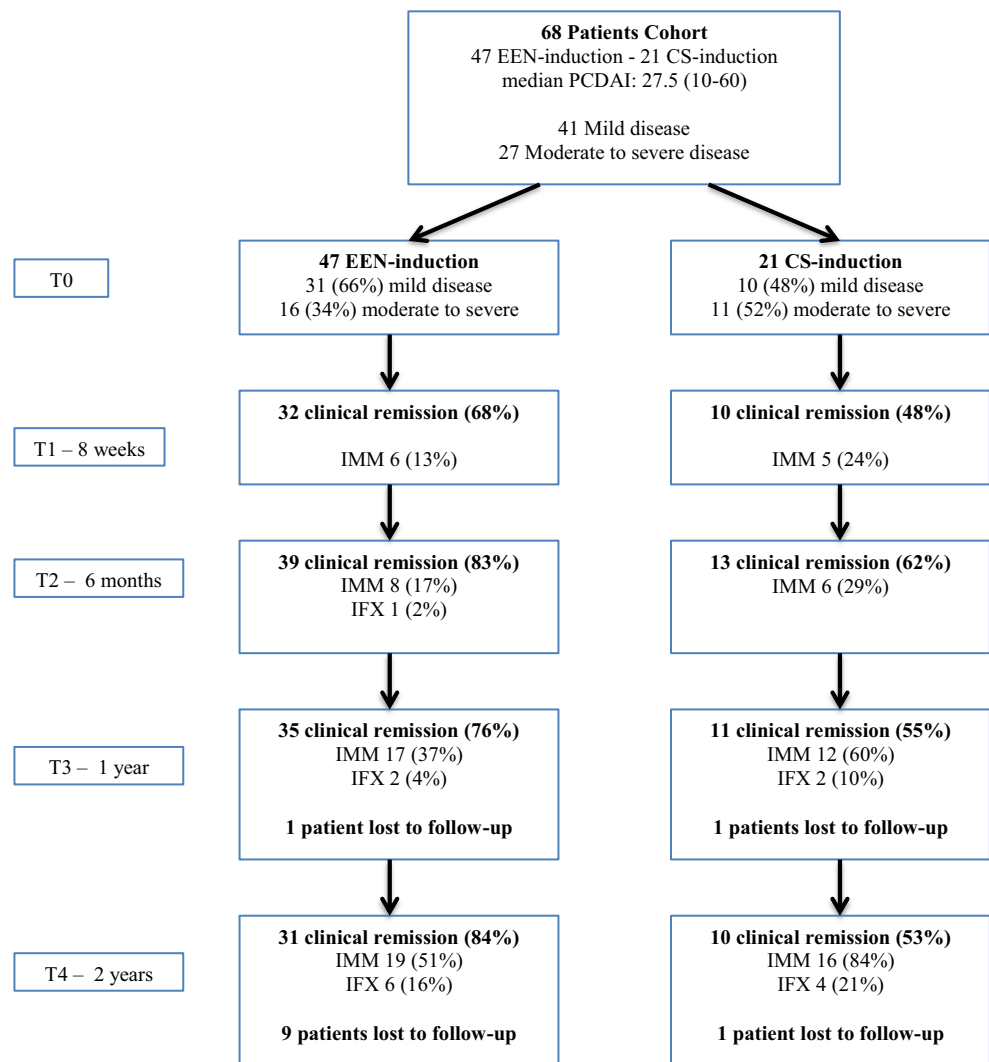 68 Patients Cohort
47 EEN-induction - 21 CS-induction
median PCDAI: 27.5 (10-60)
41 Mild disease
27 Moderate to severe disease
T0
47 EEN-induction
31 (66%) mild disease
16 (34%) moderate to severe
21 CS-induction
10 (48%) mild disease
11 (52%) moderate to severe
T1 – 8 weeks
32 clinical remission (68%)
IMM 6 (13%)
10 clinical remission (48%)
IMM 5 (24%)
T2 – 6 months
39 clinical remission (83%)
IMM 8 (17%)
IFX 1 (2%)
13 clinical remission (62%)
IMM 6 (29%)
T3 – 1 year
35 clinical remission (76%)
IMM 17 (37%)
IFX 2 (4%)
1 patient lost to follow-up
11 clinical remission (55%)
IMM 12 (60%)
IFX 2 (10%)
1 patients lost to follow-up
T4 – 2 years
31 clinical remission (84%)
IMM 19 (51%)
IFX 6 (16%)
9 patients lost to follow-up
10 clinical remission (53%)
IMM 16 (84%)
IFX 4 (21%)
1 patient lost to follow-up